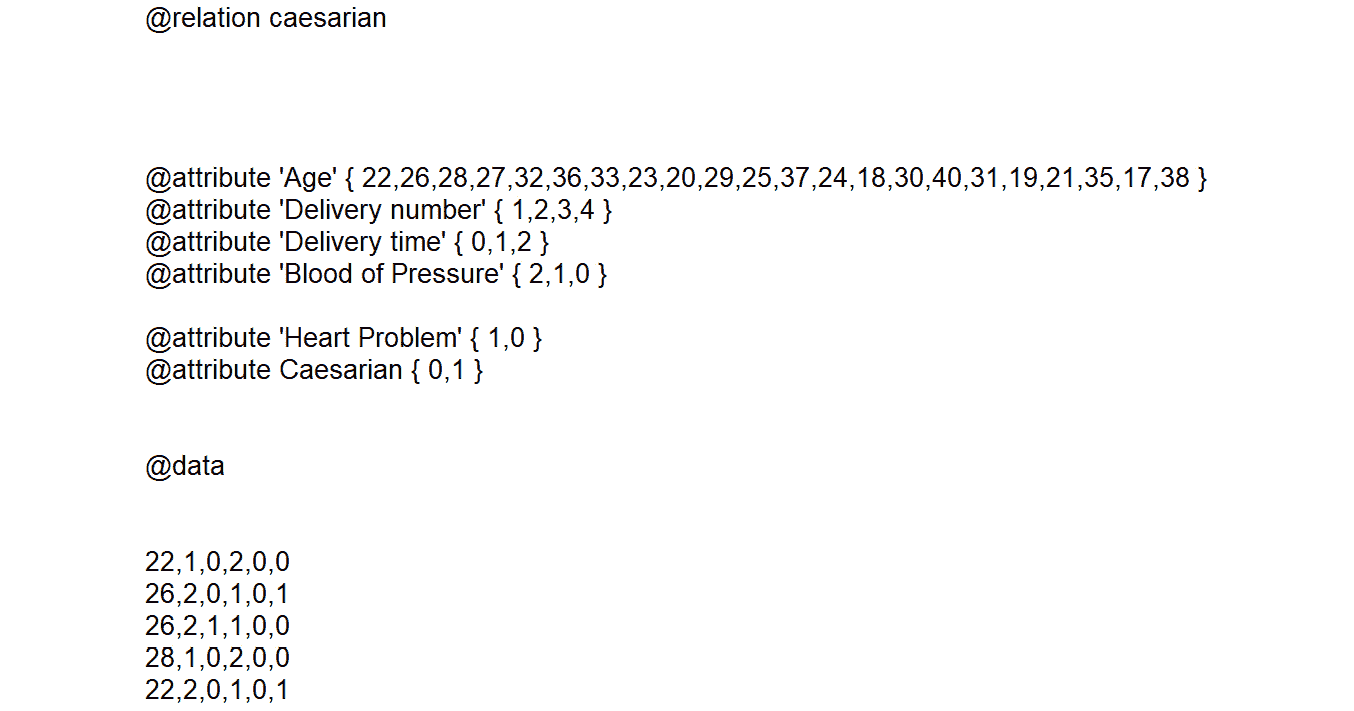 @relation caesarian
@attribute 'Age' { 22,26,28,27,32,36,33,23,20,29,25,37,24,18,30,40,31,19,21,35,17,38 }
@attribute 'Delivery number' { 1,2,3,4 }
@attribute 'Delivery time' { 0,1,2 }
@attribute 'Blood of Pressure' { 2,1,0 }
@attribute 'Heart Problem' { 1,0 }
@attribute Caesarian { 0,1 }
@data
22,1,0,2,0,0
26,2,0,1,0,1
26,2,1,1,0,0
28,1,0,2,0,0
22,2,0,1,0,1